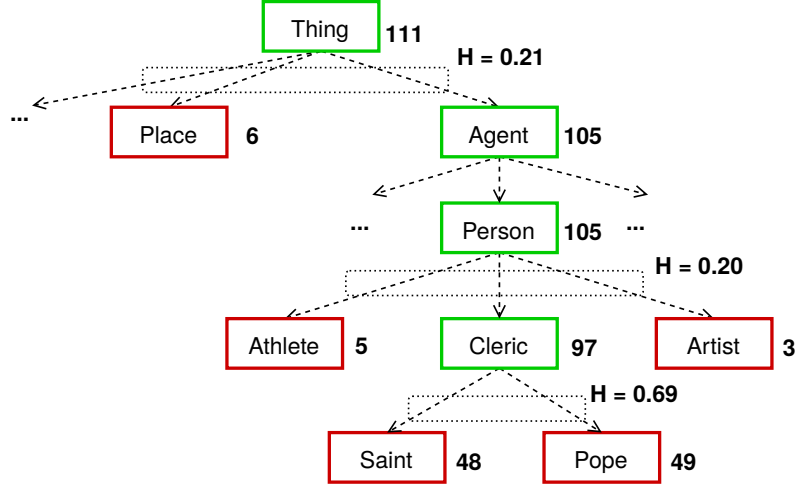 Thing 111
H = 0.21
...
Place 6
Agent 105
...
Person 105
...
H = 0.20
Athlete 5
Cleric 97
Artist 3
H = 0.69
Saint 48
Pope 49